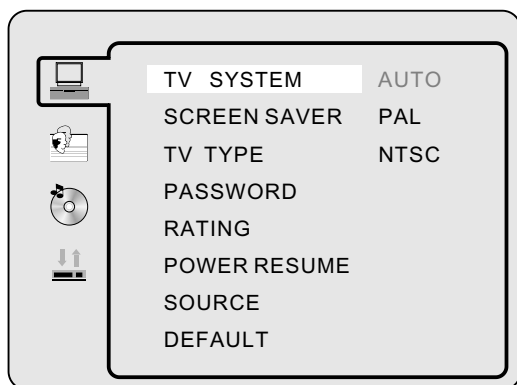 TV SYSTEM AUTO
SCREEN SAVER PAL
TV TYPE NTSC
PASSWORD
RATING
POWER RESUME
SOURCE
DEFAULT